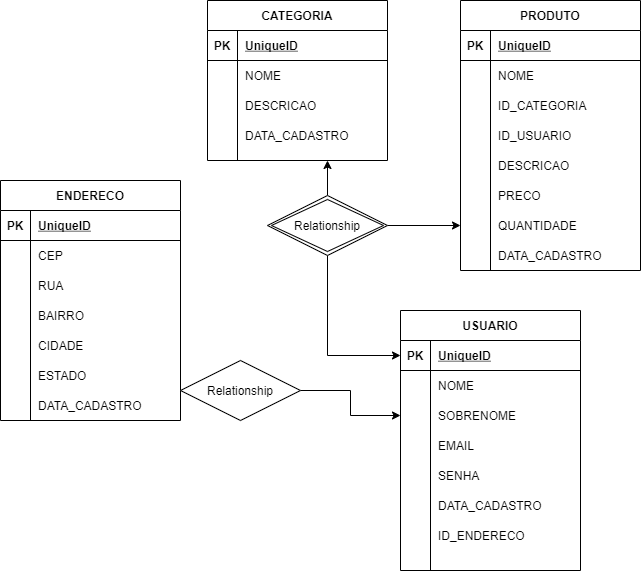 CATEGORIA
PK UniqueID
NOME
DESCRICAO
DATA_CADASTRO
PRODUTO
PK UniqueID
NOME
ID_CATEGORIA
ID_USUARIO
DESCRICAO
PRECO
QUANTIDADE
DATA_CADASTRO
ENDERECO
PK UniqueID
CEP
RUA
BAIRRO
CIDADE
ESTADO
DATA_CADASTRO
Relationship
Relationship
USUARIO
PK UniqueID
NOME
SOBRENOME
EMAIL
SENHA
DATA_CADASTRO
ID_ENDERECO